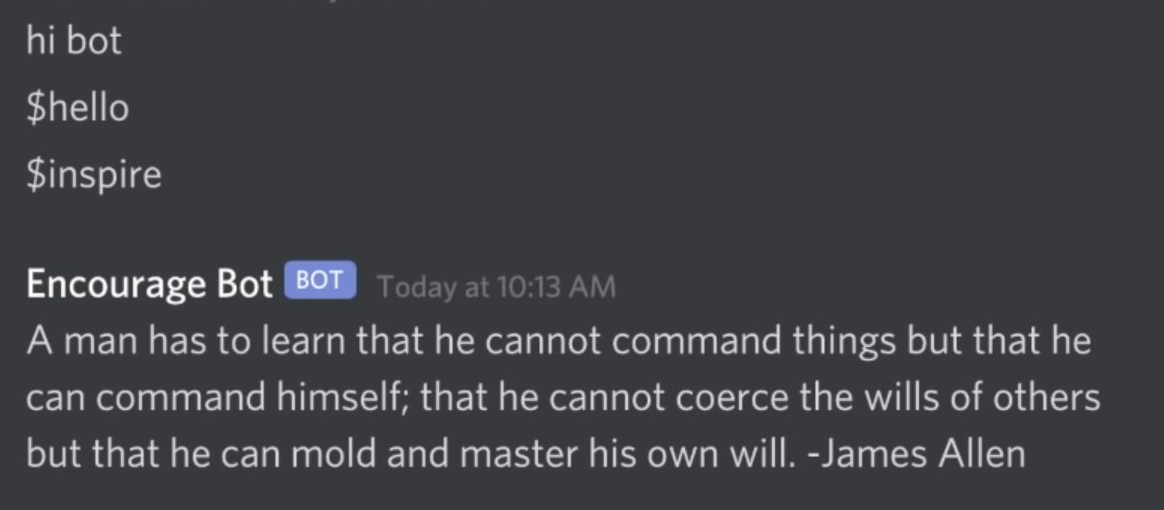 hi bot
$hello
$inspire
Encourage Bot BOT Today at 10:13 AM
A man has to learn that he cannot command things but that he
can command himself; that he cannot coerce the wills of others
but that he can mold and master his own will. -James Allen